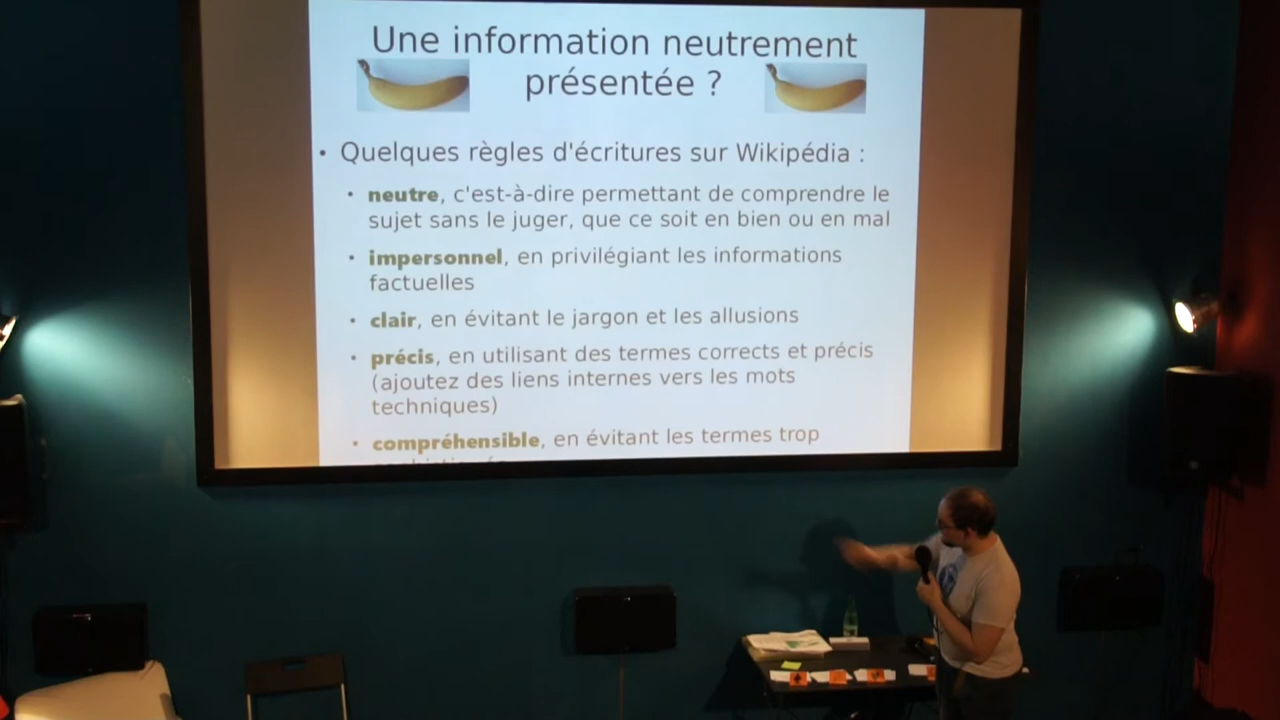 Une information neutrement
présentée ?
• Quelques règles d'écritures sur Wikipédia :
• neutre, c'est-à-dire permettant de comprendre le
sujet sans le juger, que ce soit en bien ou en mal
• impersonnel, en privilégiant les informations
factuelles
• clair, en évitant le jargon et les allusions
• précis, en utilisant des termes corrects et précis
(ajoutez des liens internes vers les mots
techniques)
• compréhensible, en évitant les termes trop